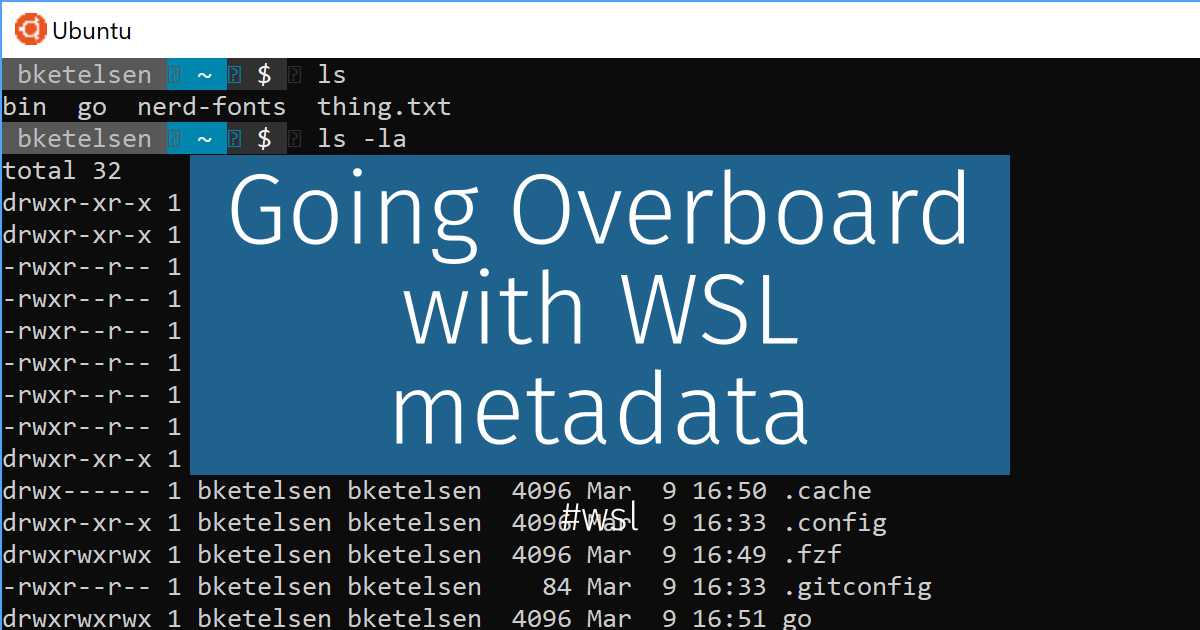 Ubuntu
bketelsen ~ $ ls
bin go nerd-fonts thing.txt
bketelsen ~ $ ls -la
total 32
drwxr-xr-x 1
drwxr-xr-x 1
-rwxr--r-- 1
-rwxr--r-- 1
-rwxr--r-- 1
-rwxr--r-- 1
-rwxr--r-- 1
-rwxr--r-- 1
drwxr-xr-x 1
Going Overboard
with WSL
metadata
drwx------ 1 bketelsen bketelsen 4096 Mar 9 16:50 .cache
#wsl
drwxr-xr-x 1 bketelsen bketelsen 4096 Mar 9 16:33 .config
drwxrwxrwx 1 bketelsen bketelsen 4096 Mar 9 16:49 .fzf
-rwxr--r-- 1 bketelsen bketelsen 84 Mar 9 16:33 .gitconfig
drwxrwxrwx 1 bketelsen bketelsen 4096 Mar 9 16:51 go